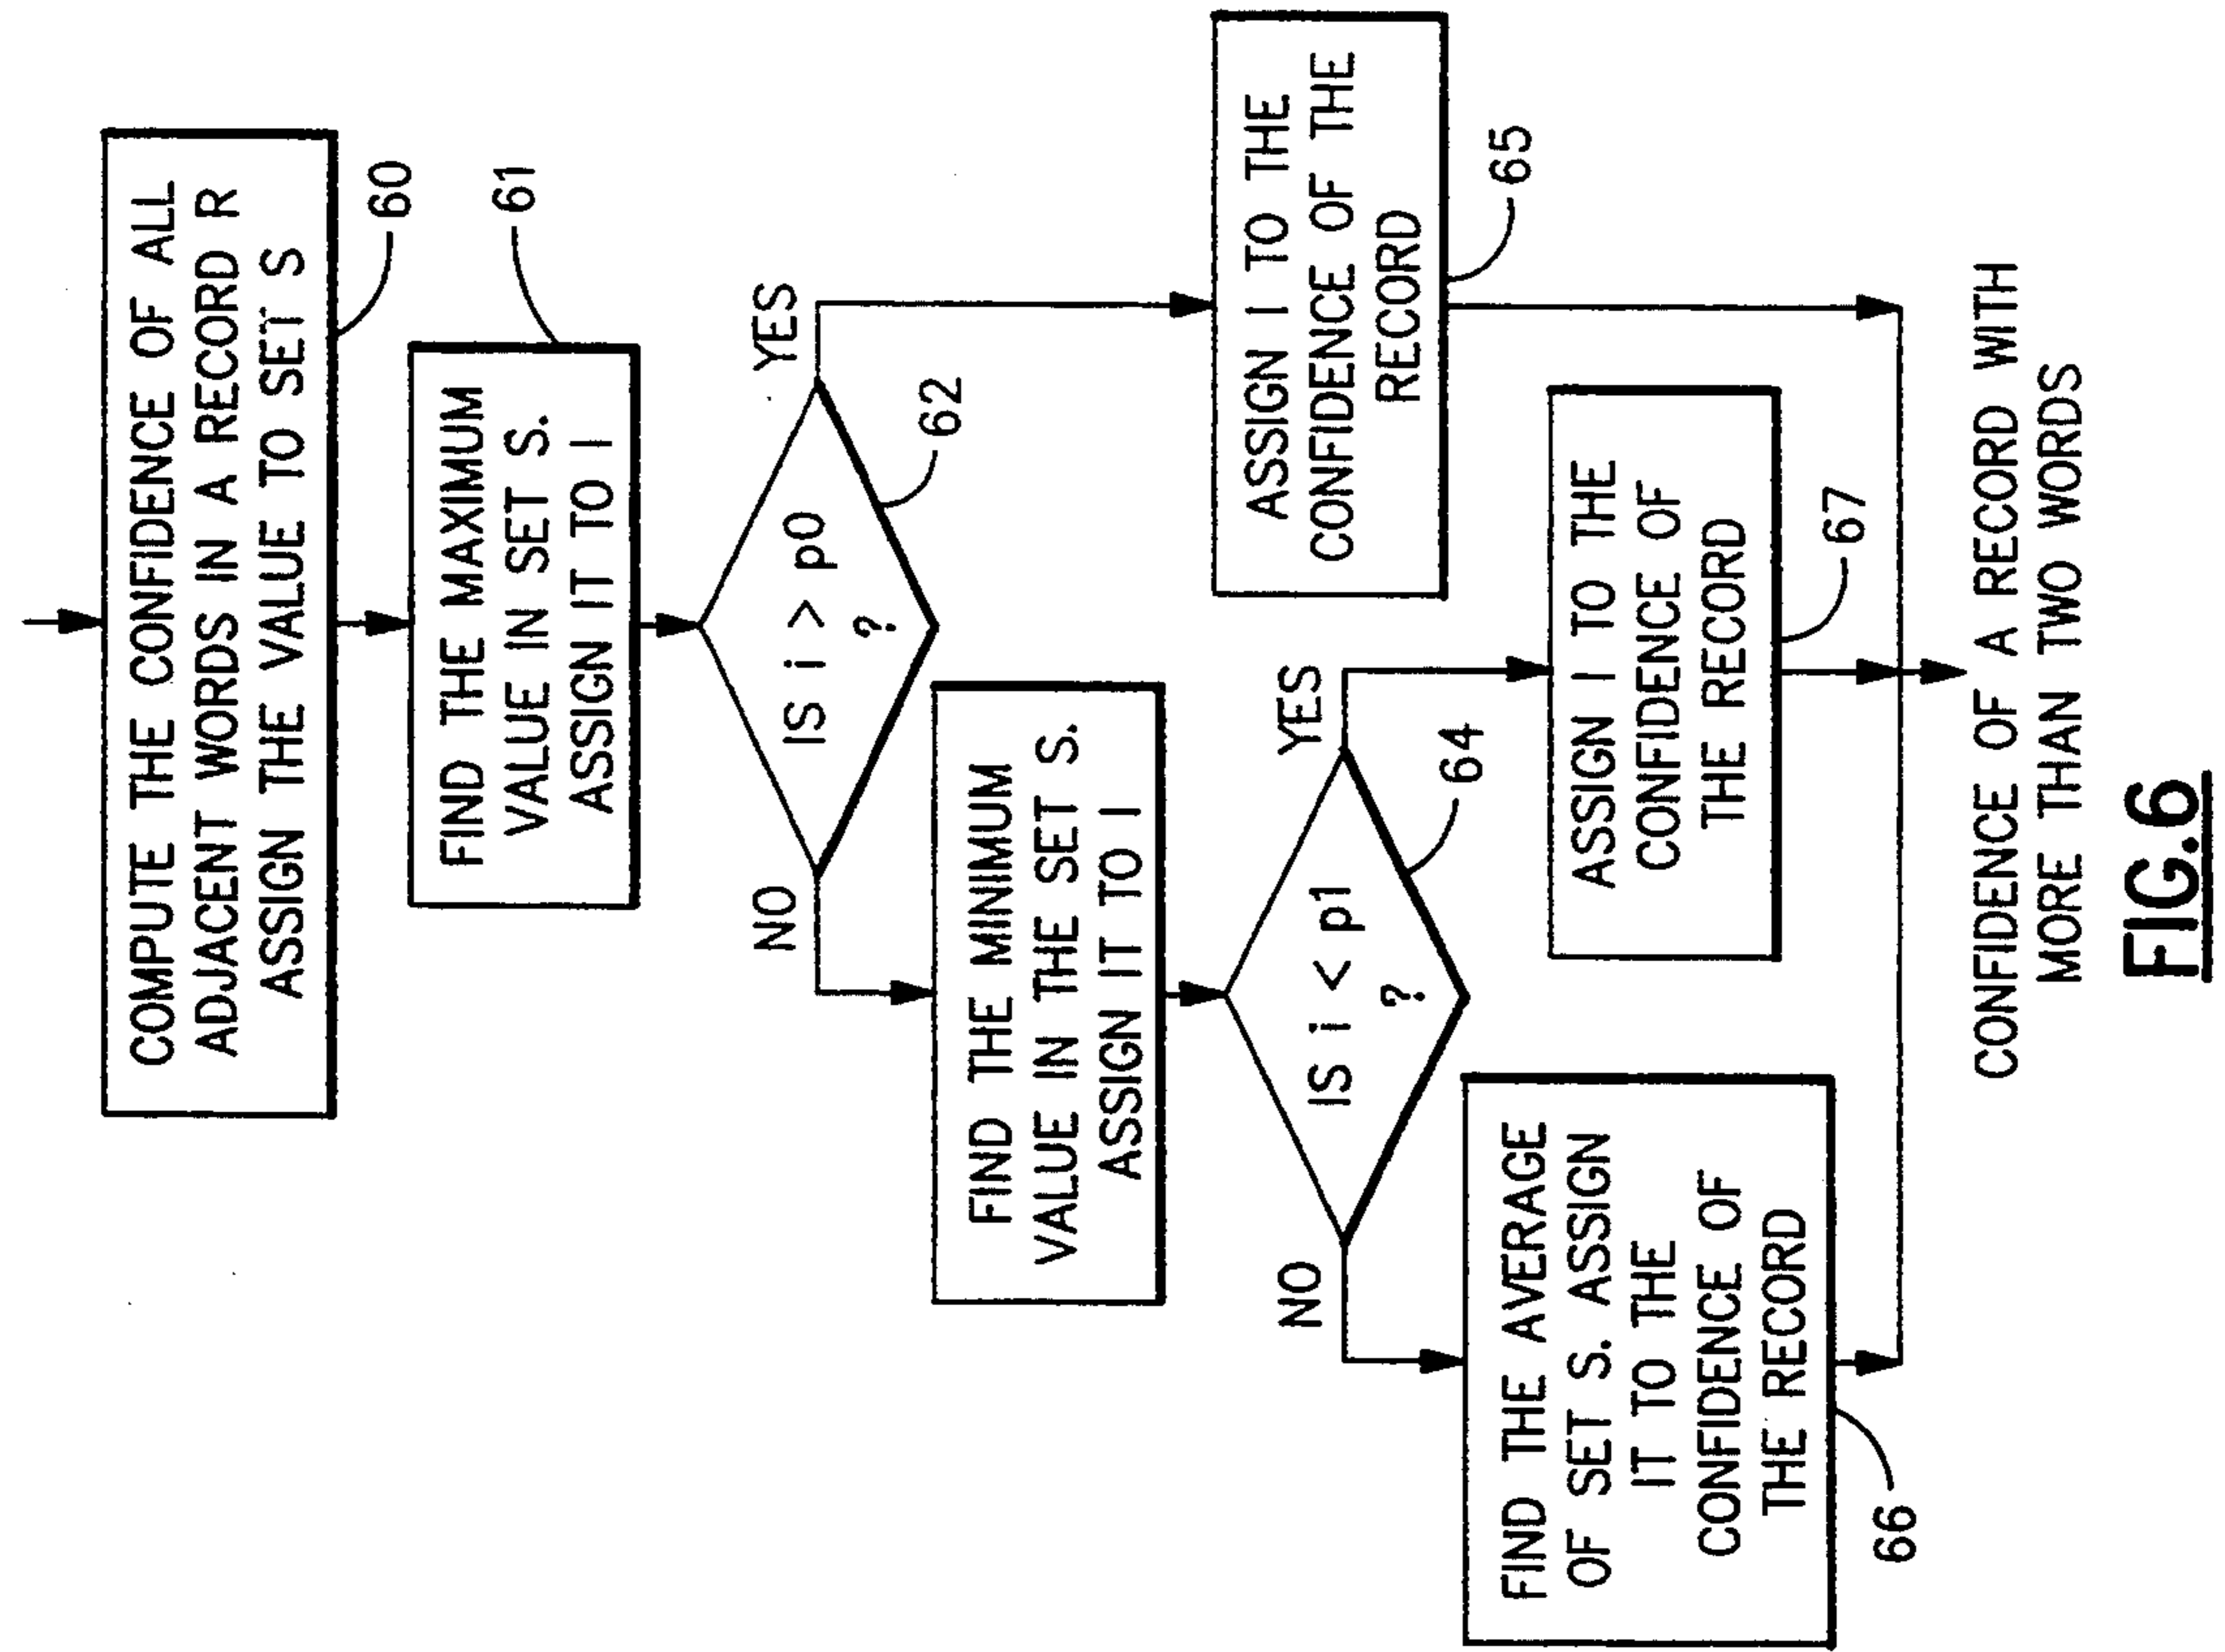 COMPUTE THE CONFIDENCE OF ALL
ADJACENT WORDS IN A RECORD R
ASSIGN THE VALUE TO SET S
60
FIND THE MAXIMUM
VALUE IN SET S.
ASSIGN IT TO I
61
IS i > p0
?
62
YES
NO
FIND THE MINIMUM
VALUE IN THE SET S.
ASSIGN IT TO I
ASSIGN I TO THE
CONFIDENCE OF THE
RECORD
65
IS i < p1
?
64
YES
NO
FIND THE AVERAGE
OF SET S. ASSIGN
IT TO THE
CONFIDENCE OF
THE RECORD
66
ASSIGN I TO THE
CONFIDENCE OF
THE RECORD
67
CONFIDENCE OF A RECORD WITH
MORE THAN TWO WORDS
FIG.6